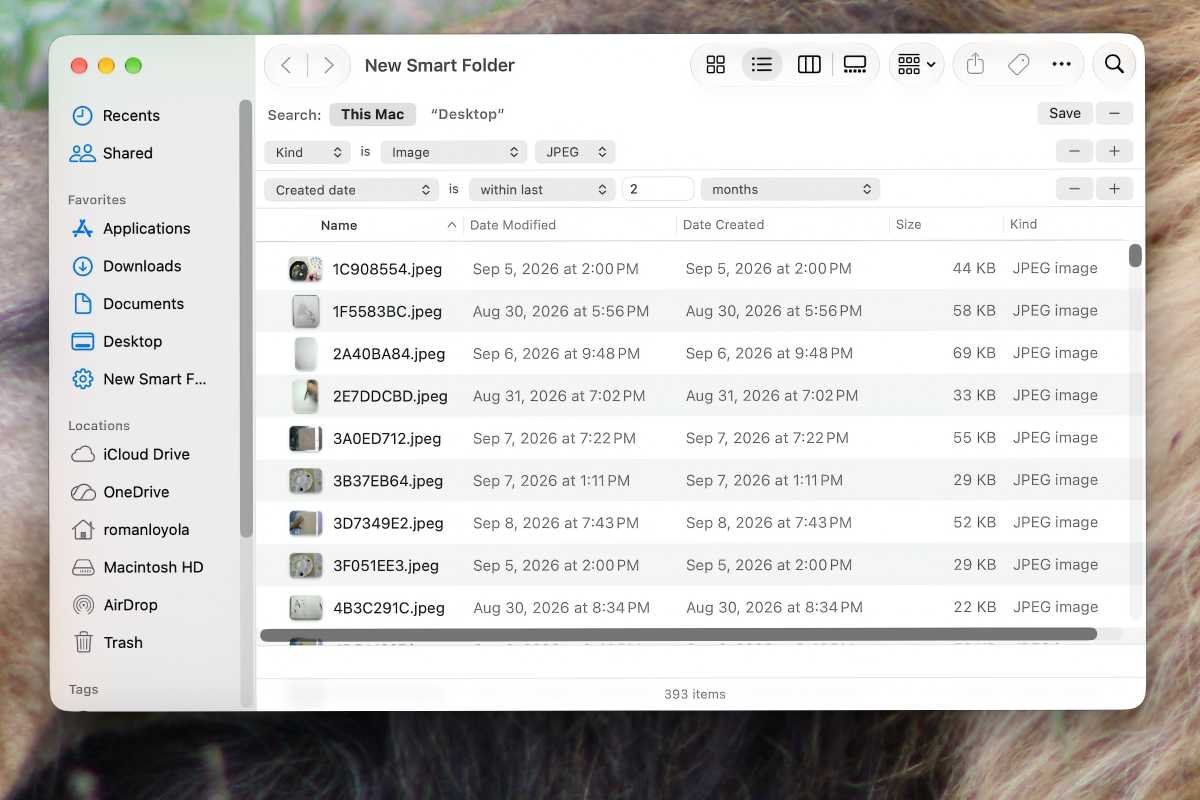 New Smart Folder
Recents
Shared
Favorites
Applications
Downloads
Documents
Desktop
New Smart F...
Locations
iCloud Drive
OneDrive
romanloyola
Macintosh HD
AirDrop
Trash
Tags
Search: This Mac “Desktop” Save
Kind is Image JPEG
Created date is within last 2 months
Name Date Modified Date Created Size Kind
1C908554.jpeg Sep 5, 2026 at 2:00 PM Sep 5, 2026 at 2:00 PM 44 KB JPEG image
1F5583BC.jpeg Aug 30, 2026 at 5:56 PM Aug 30, 2026 at 5:56 PM 58 KB JPEG image
2A40BA84.jpeg Sep 6, 2026 at 9:48 PM Sep 6, 2026 at 9:48 PM 69 KB JPEG image
2E7DDCBD.jpeg Aug 31, 2026 at 7:02 PM Aug 31, 2026 at 7:02 PM 33 KB JPEG image
3A0ED712.jpeg Sep 7, 2026 at 7:22 PM Sep 7, 2026 at 7:22 PM 55 KB JPEG image
3B37EB64.jpeg Sep 7, 2026 at 1:11 PM Sep 7, 2026 at 1:11 PM 29 KB JPEG image
3D7349E2.jpeg Sep 8, 2026 at 7:43 PM Sep 8, 2026 at 7:43 PM 52 KB JPEG image
3F051EE3.jpeg Sep 5, 2026 at 2:00 PM Sep 5, 2026 at 2:00 PM 29 KB JPEG image
4B3C291C.jpeg Aug 30, 2026 at 8:34 PM Aug 30, 2026 at 8:34 PM 22 KB JPEG image
393 items